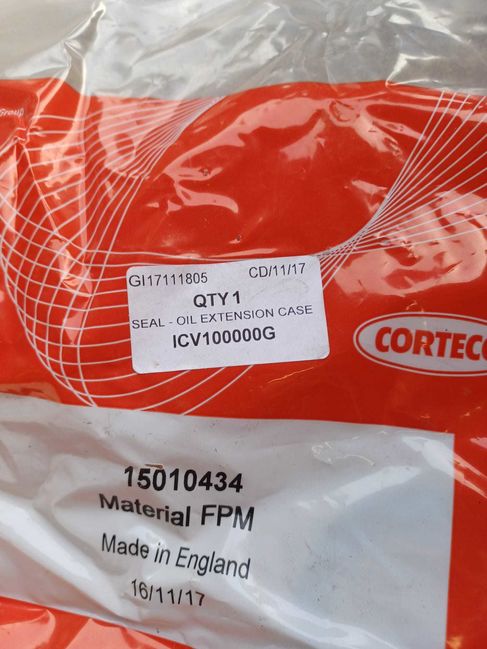 Group
GI17111805 CD/11/17
QTY 1
SEAL - OIL EXTENSION CASE
ICV100000G
CORTECO
15010434
Material FPM
Made in England
16/11/17